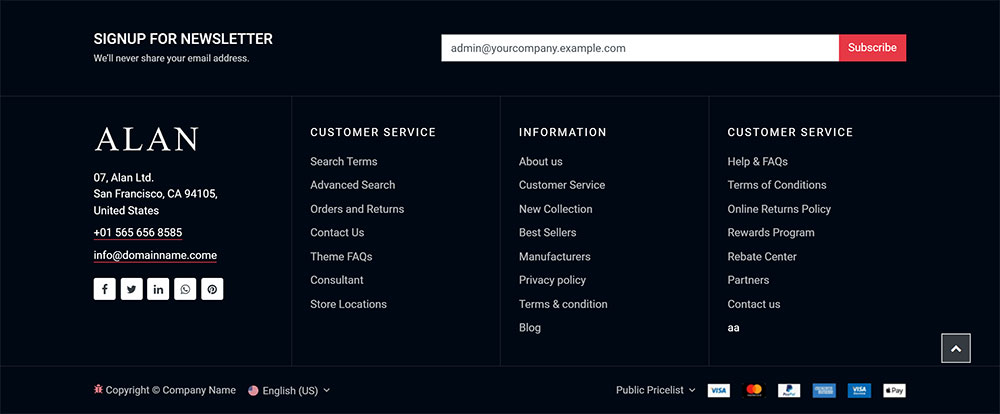 SIGNUP FOR NEWSLETTER
We'll never share your email address.
admin@yourcompany.example.com
Subscribe
ALAN
07, Alan Ltd.
San Francisco, CA 94105,
United States
+01 565 656 8585
info@domainname.come
CUSTOMER SERVICE
Search Terms
Advanced Search
Orders and Returns
Contact Us
Theme FAQs
Consultant
Store Locations
INFORMATION
About us
Customer Service
New Collection
Best Sellers
Manufacturers
Privacy policy
Terms & condition
Blog
CUSTOMER SERVICE
Help & FAQs
Terms of Conditions
Online Returns Policy
Rewards Program
Rebate Center
Partners
Contact us
aa
Copyright © Company Name
English (US)
Public Pricelist
VISA
PayPal
VISA
Pay